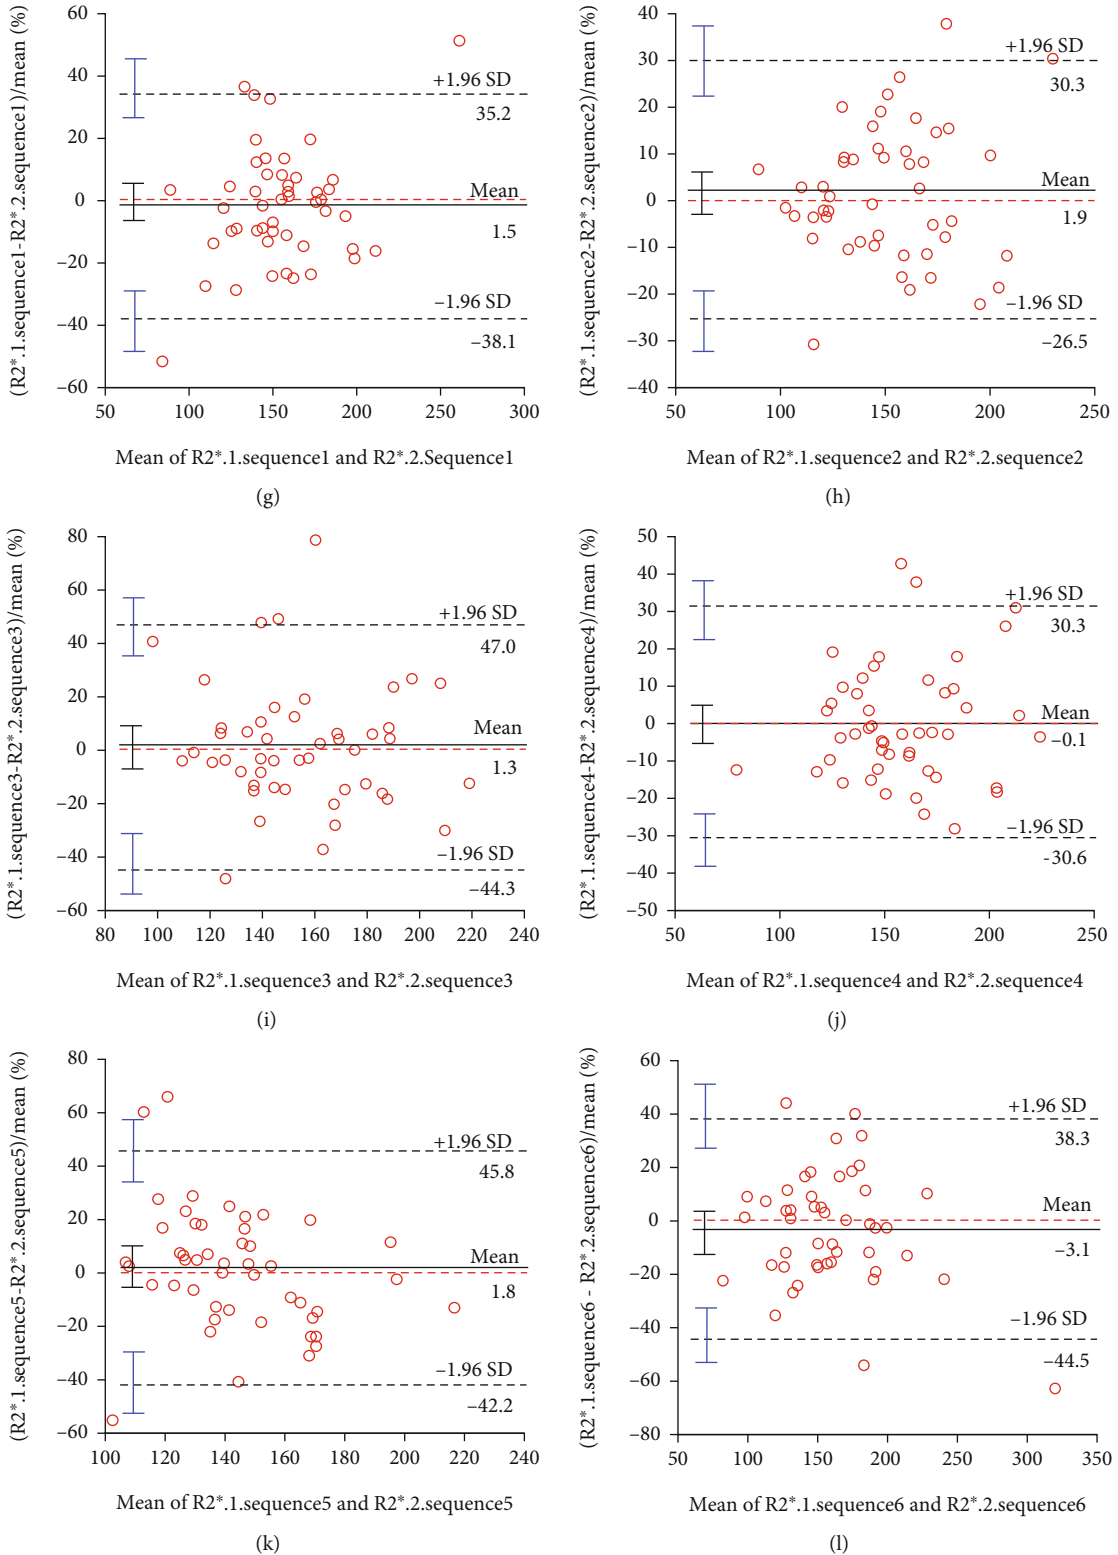 (R2*.1.sequence1-R2*.2.sequence1)/mean (%)
60
40
20
0
−20
−40
−60
+1.96 SD
35.2
Mean
1.5
−1.96 SD
−38.1
50 100 150 200 250 300
Mean of R2*.1.sequence1 and R2*.2.Sequence1
(g)
(R2*.1.sequence2-R2*.2.sequence2)/mean (%)
40
30
20
10
0
−10
−20
−30
−40
+1.96 SD
30.3
Mean
1.9
−1.96 SD
−26.5
50 100 150 200 250
Mean of R2*.1.sequence2 and R2*.2.sequence2
(h)
(R2*.1.sequence3-R2*.2.sequence3)/mean (%)
80
60
40
20
0
−20
−40
−60
+1.96 SD
47.0
Mean
1.3
−1.96 SD
−44.3
80 100 120 140 160 180 200 220 240
Mean of R2*.1.sequence3 and R2*.2.sequence3
(i)
(R2*.1.sequence4-R2*.2.sequence4)/mean (%)
50
40
30
20
10
0
−10
−20
−30
−40
−50
+1.96 SD
30.3
Mean
−0.1
−1.96 SD
-30.6
50 100 150 200 250
Mean of R2*.1.sequence4 and R2*.2.sequence4
(j)
(R2*.1.sequence5-R2*.2.sequence5)/mean (%)
80
60
40
20
0
−20
−40
−60
+1.96 SD
45.8
Mean
1.8
−1.96 SD
−42.2
100 120 140 160 180 200 220 240
Mean of R2*.1.sequence5 and R2*.2.sequence5
(k)
(R2*.1.sequence6 - R2*.2.sequence6)/mean (%)
60
40
20
0
−20
−40
−60
−80
+1.96 SD
38.3
Mean
−3.1
−1.96 SD
−44.5
50 100 150 200 250 300 350
Mean of R2*.1.sequence6 and R2*.2.sequence6
(l)